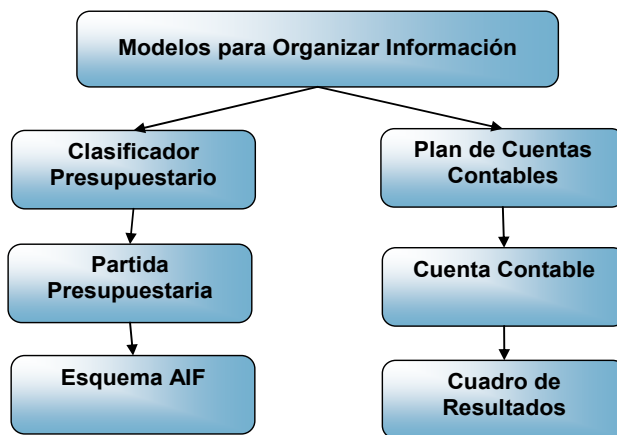 Modelos para Organizar Información
Clasificador
Presupuestario
Plan de Cuentas
Contables
Partida
Presupuestaria
Cuenta Contable
Esquema AIF
Cuadro de
Resultados